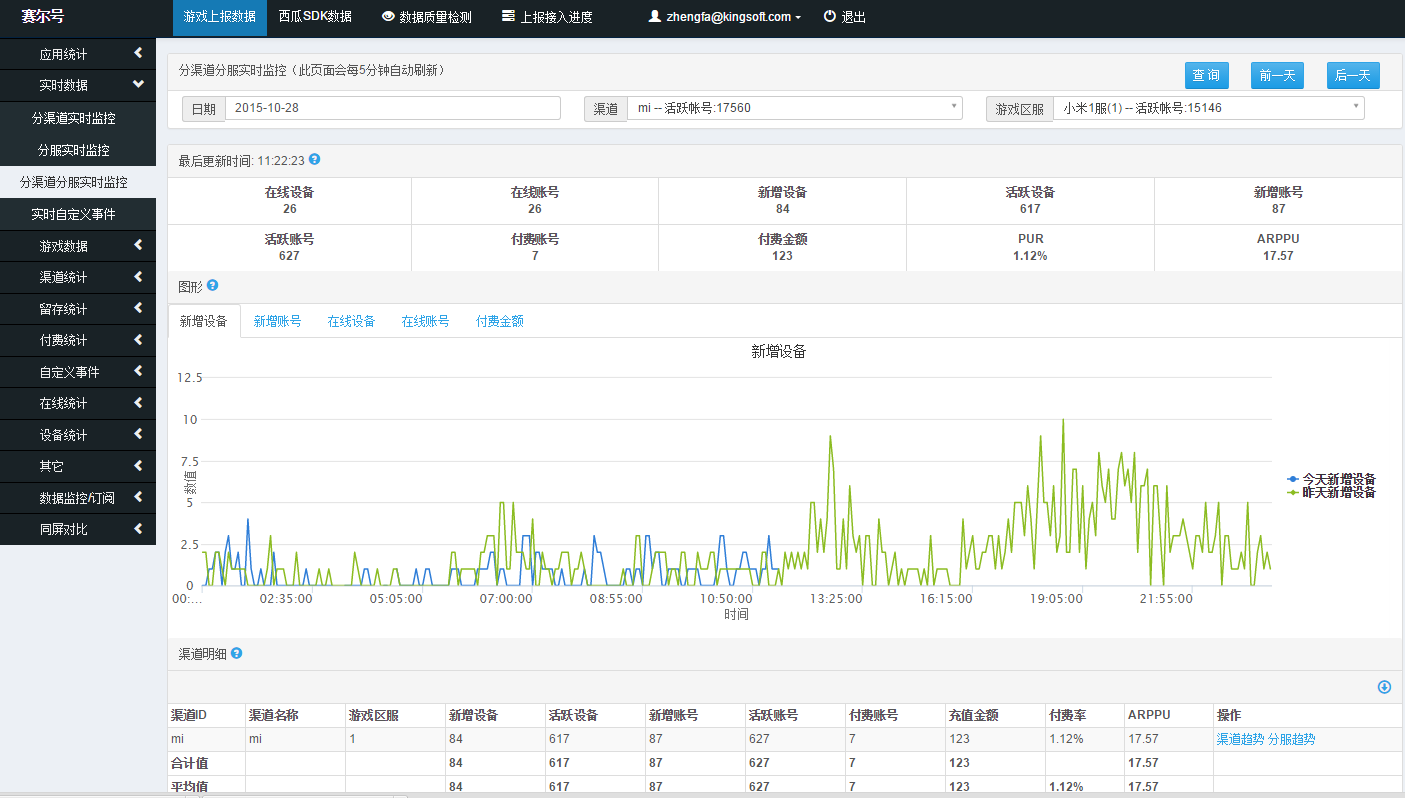 赛尔号 游戏上报数据 西瓜SDK数据 数据质量检测 上报接入进度 zhengfa@kingsoft.com 退出
应用统计
实时数据
分渠道实时监控
分服实时监控
分渠道分服实时监控
实时自定义事件
游戏数据
渠道统计
留存统计
付费统计
自定义事件
在线统计
设备统计
其它
数据监控/订阅
同屏对比
分渠道分服实时监控（此页面会每5分钟自动刷新） 查询 前一天 后一天
日期 2015-10-28 渠道 mi -- 活跃帐号:17560 游戏区服 小米1服(1) -- 活跃帐号:15146
最后更新时间: 11:22:23
在线设备 在线账号 新增设备 活跃设备 新增账号
26 26 84 617 87
活跃账号 付费账号 付费金额 PUR ARPPU
627 7 123 1.12% 17.57
图形
新增设备 新增账号 在线设备 在线账号 付费金额
新增设备
12.5
10
7.5
5
2.5
0
数值
00:... 02:35:00 05:05:00 07:00:00 08:55:00 10:50:00 13:25:00 16:15:00 19:05:00 21:55:00
时间
今天新增设备
昨天新增设备
渠道明细
渠道ID 渠道名称 游戏区服 新增设备 活跃设备 新增账号 活跃账号 付费账号 充值金额 付费率 ARPPU 操作
mi mi 1 84 617 87 627 7 123 1.12% 17.57 渠道趋势 分服趋势
合计值 84 617 87 627 7 123 17.57
平均值 84 617 87 627 7 123 1.12% 17.57